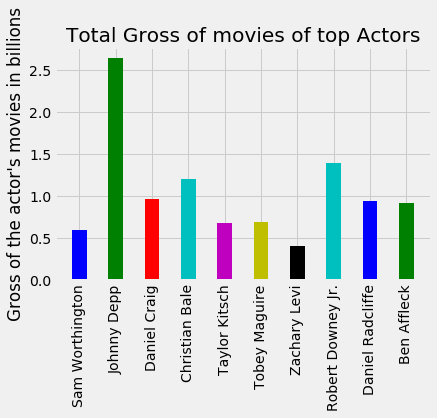 Total Gross of movies of top Actors
Gross of the actor's movies in billions
2.5
2.0
1.5
1.0
0.5
0.0
Sam Worthington
Johnny Depp
Daniel Craig
Christian Bale
Taylor Kitsch
Tobey Maguire
Zachary Levi
Robert Downey Jr.
Daniel Radcliffe
Ben Affleck